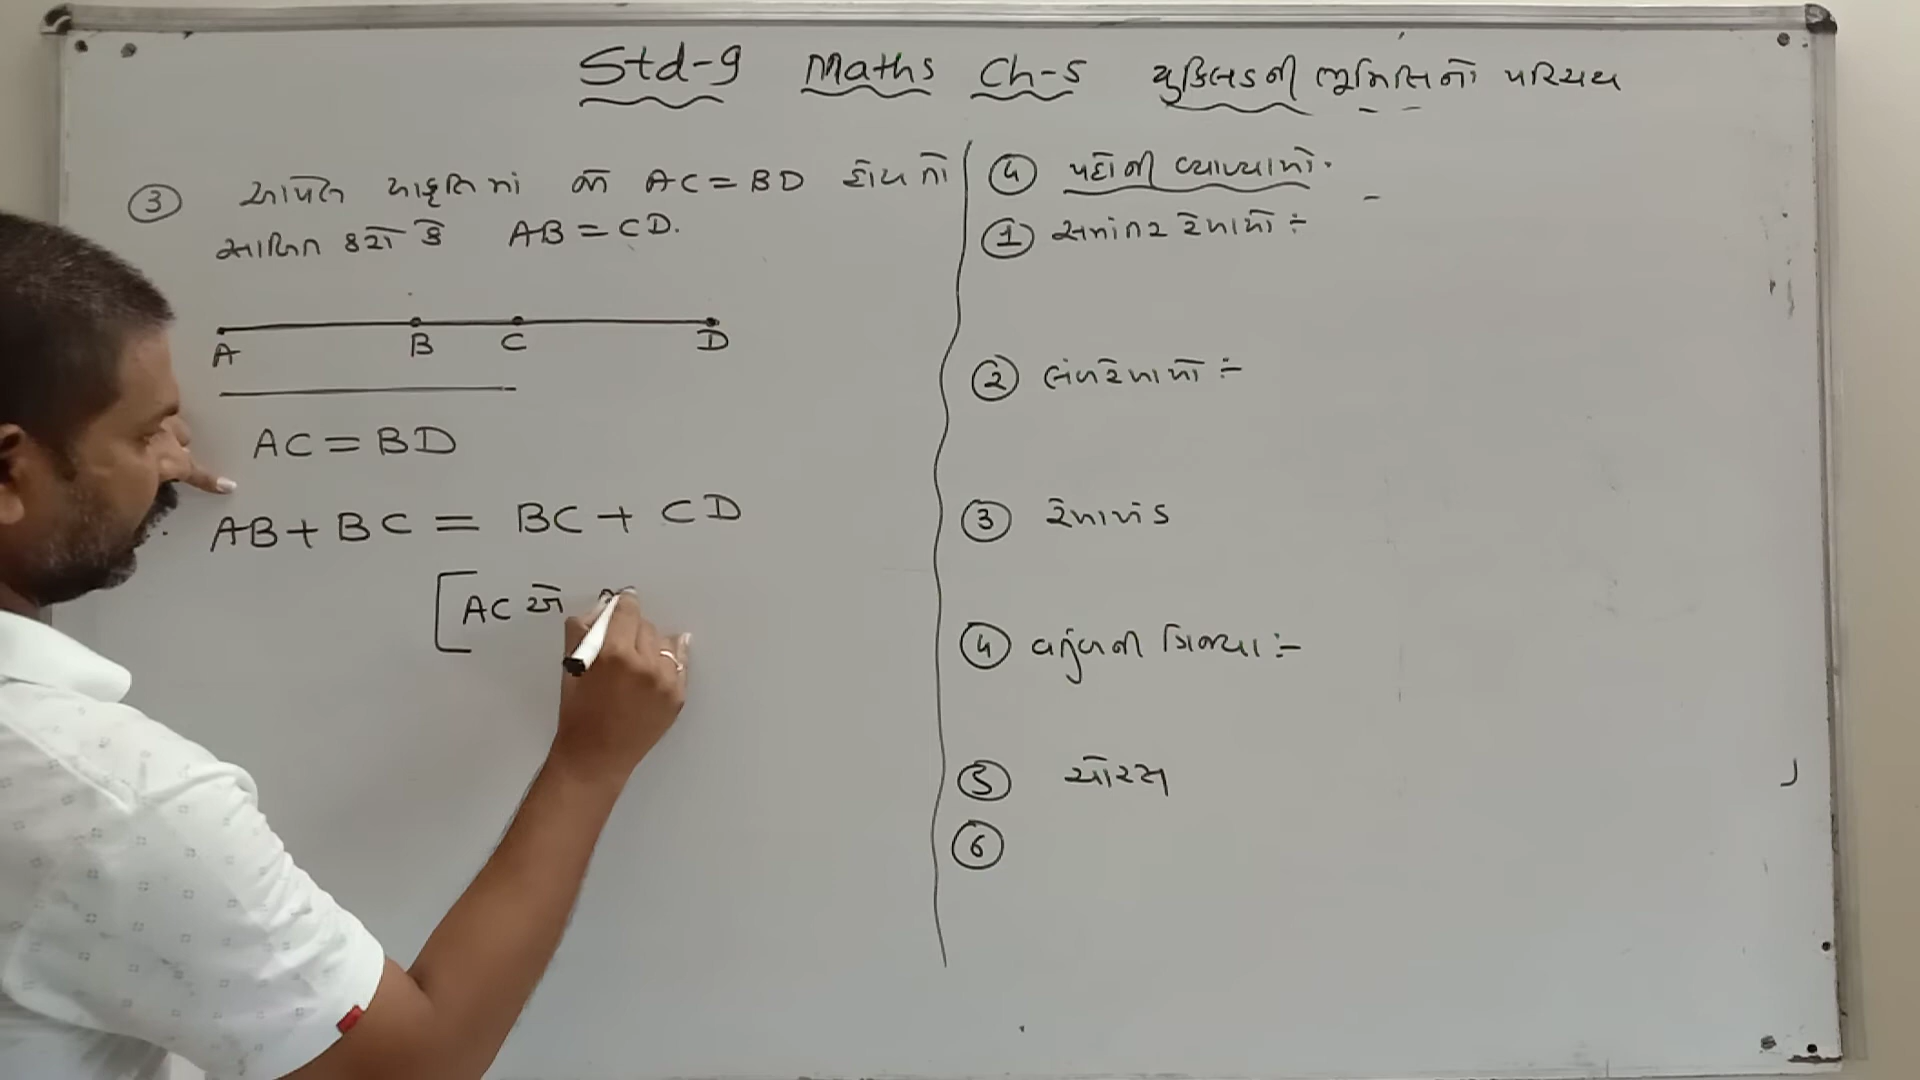 Std-9 Maths Ch-5 યુક્લિડની ભૂમિતિનો પરિચય
③ આપેલ આકૃતિમાં જો AC = BD હોય તો
સાબિત કરો કે AB = CD.
A B C D
AC = BD
AB + BC = BC + CD
[AC એ
④ પદોની વ્યાખ્યાઓ.
① સમાંતર રેખાઓ :-
② લંબરેખાઓ :-
③ રેખાખંડ
④ વર્તુળની ત્રિજ્યા :-
⑤ ચોરસ
⑥